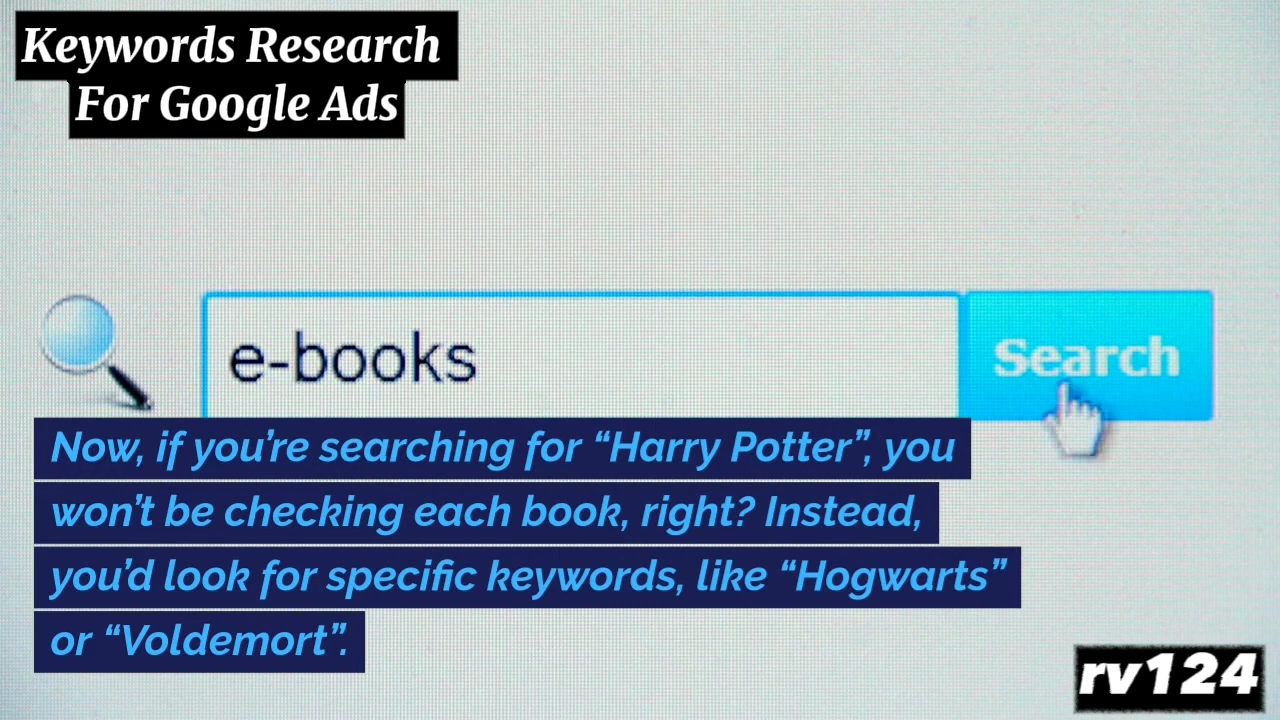 Keywords Research
For Google Ads
e-books
Search
Now, if you’re searching for “Harry Potter”, you
won’t be checking each book, right? Instead,
you’d look for specific keywords, like “Hogwarts”
or “Voldemort”.
rv124